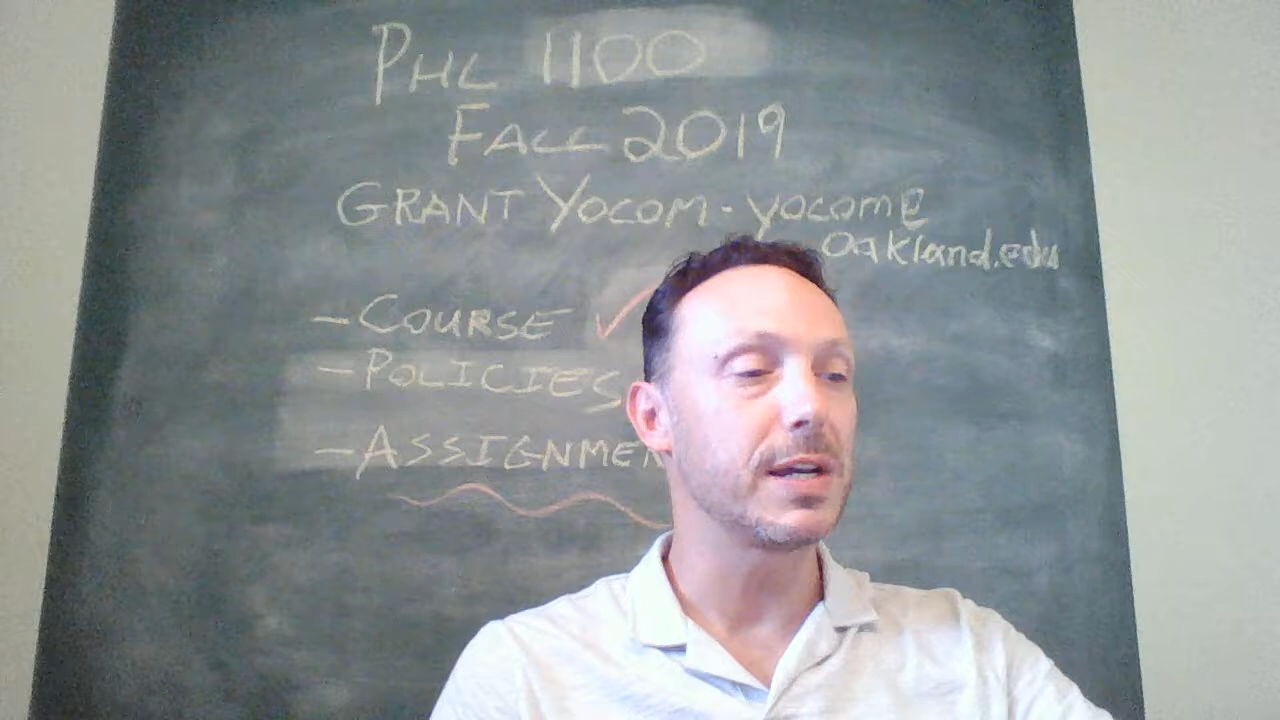 PHL 1100
FALL 2019
GRANT YOCOM - yocom@
oakland.edu
- COURSE ✓
- POLICIES
- ASSIGNMEN